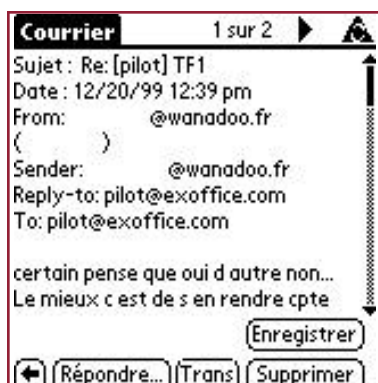 Courrier 1 sur 2
Sujet : Re: [pilot] TF1
Date : 12/20/99 12:39 pm
From: @wanadoo.fr
( )
Sender: @wanadoo.fr
Reply-to: pilot@exoffice.com
To: pilot@exoffice.com
certain pense que oui d autre non...
Le mieux c est de s en rendre cpte
Enregistrer
Répondre... Trans Supprimer